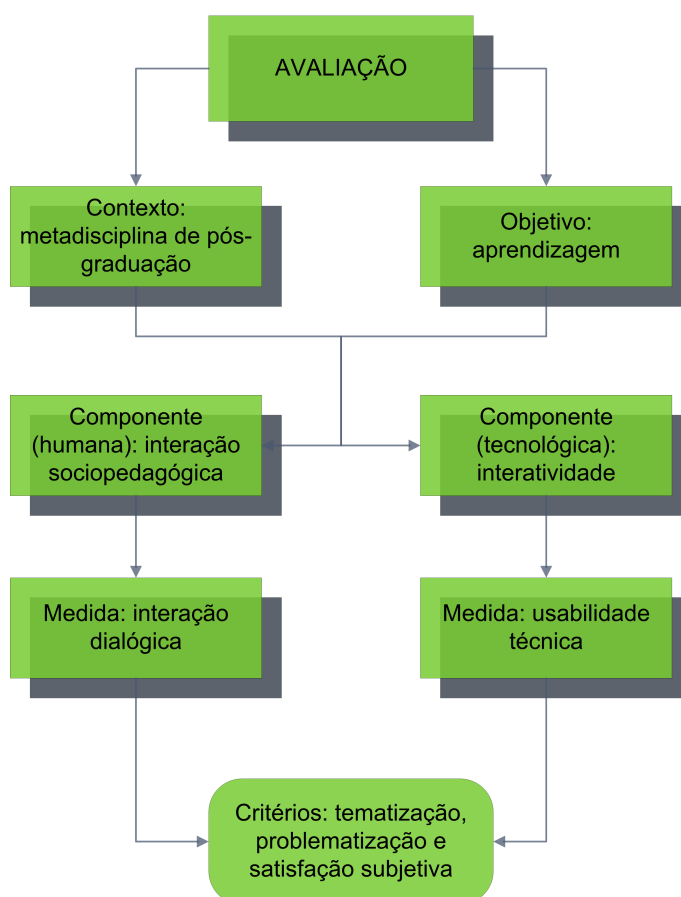 AVALIAÇÃO
Contexto:
metadisciplina de pós-
graduação
Objetivo:
aprendizagem
Componente
(humana): interação
sociopedagógica
Componente
(tecnológica):
interatividade
Medida: interação
dialógica
Medida: usabilidade
técnica
Critérios: tematização,
problematização e
satisfação subjetiva